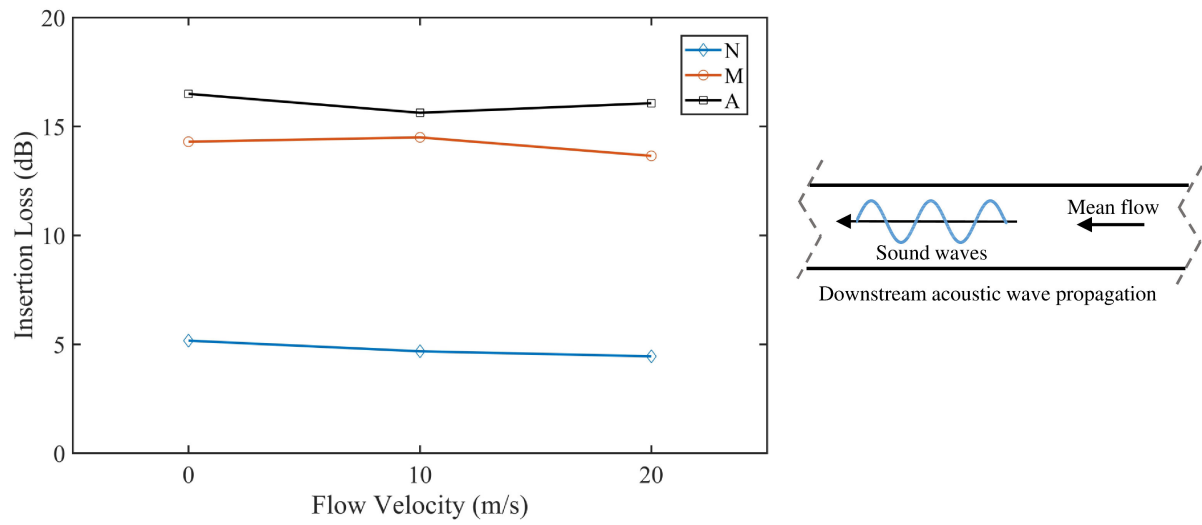 20
15
10
5
0
0
10
20
Insertion Loss (dB)
Flow Velocity (m/s)
N
M
A
Mean flow
Sound waves
Downstream acoustic wave propagation